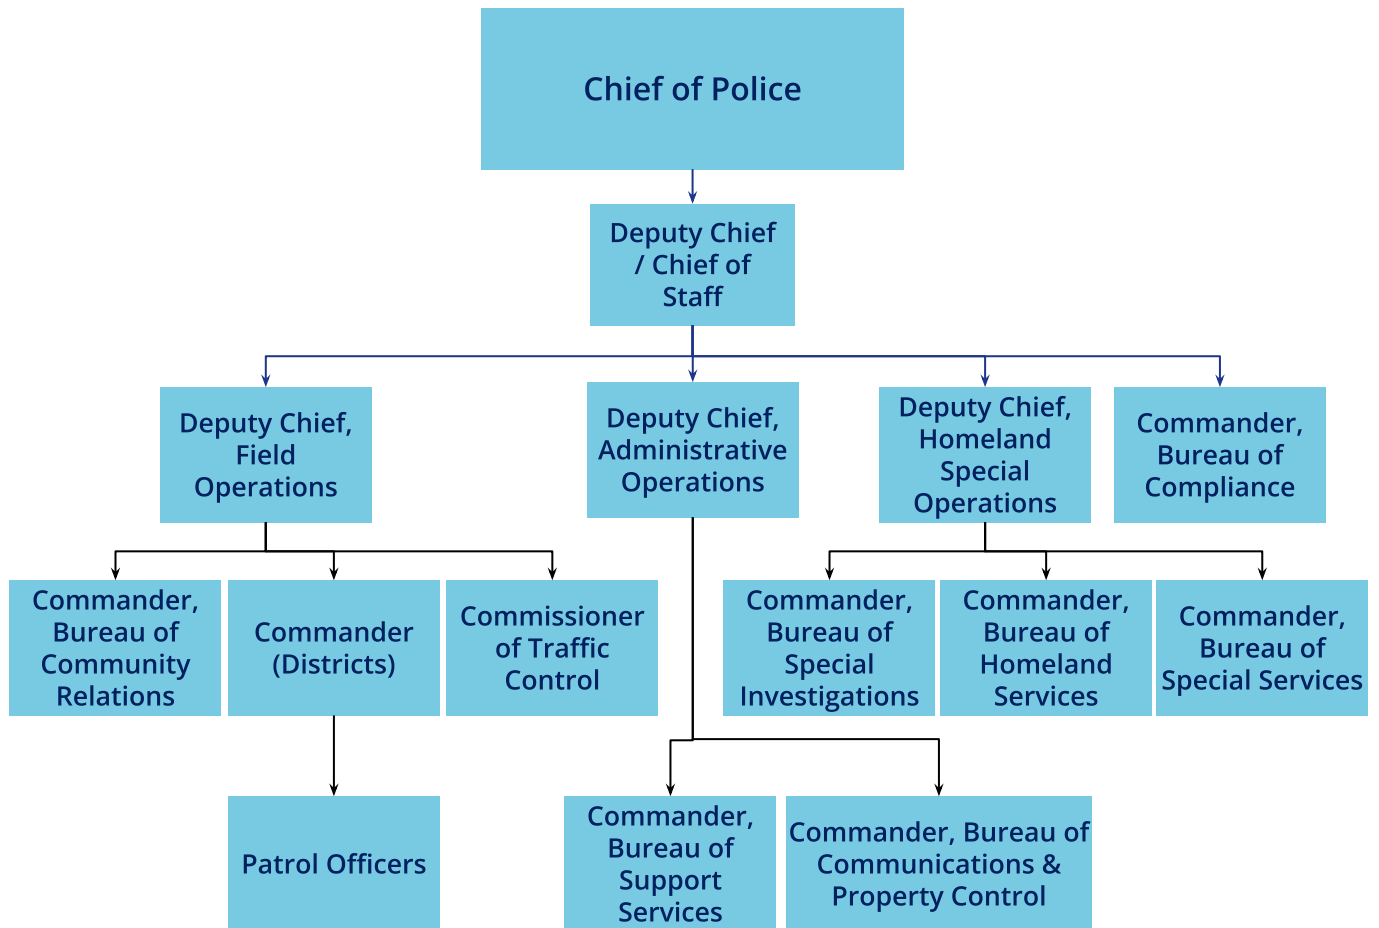 Chief of Police
Deputy Chief
/ Chief of
Staff
Deputy Chief,
Field
Operations
Deputy Chief,
Administrative
Operations
Deputy Chief,
Homeland
Special
Operations
Commander,
Bureau of
Compliance
Commander,
Bureau of
Community
Relations
Commander
(Districts)
Commissioner
of Traffic
Control
Commander,
Bureau of
Special
Investigations
Commander,
Bureau of
Homeland
Services
Commander,
Bureau of
Special Services
Patrol Officers
Commander,
Bureau of
Support
Services
Commander, Bureau of
Communications &
Property Control